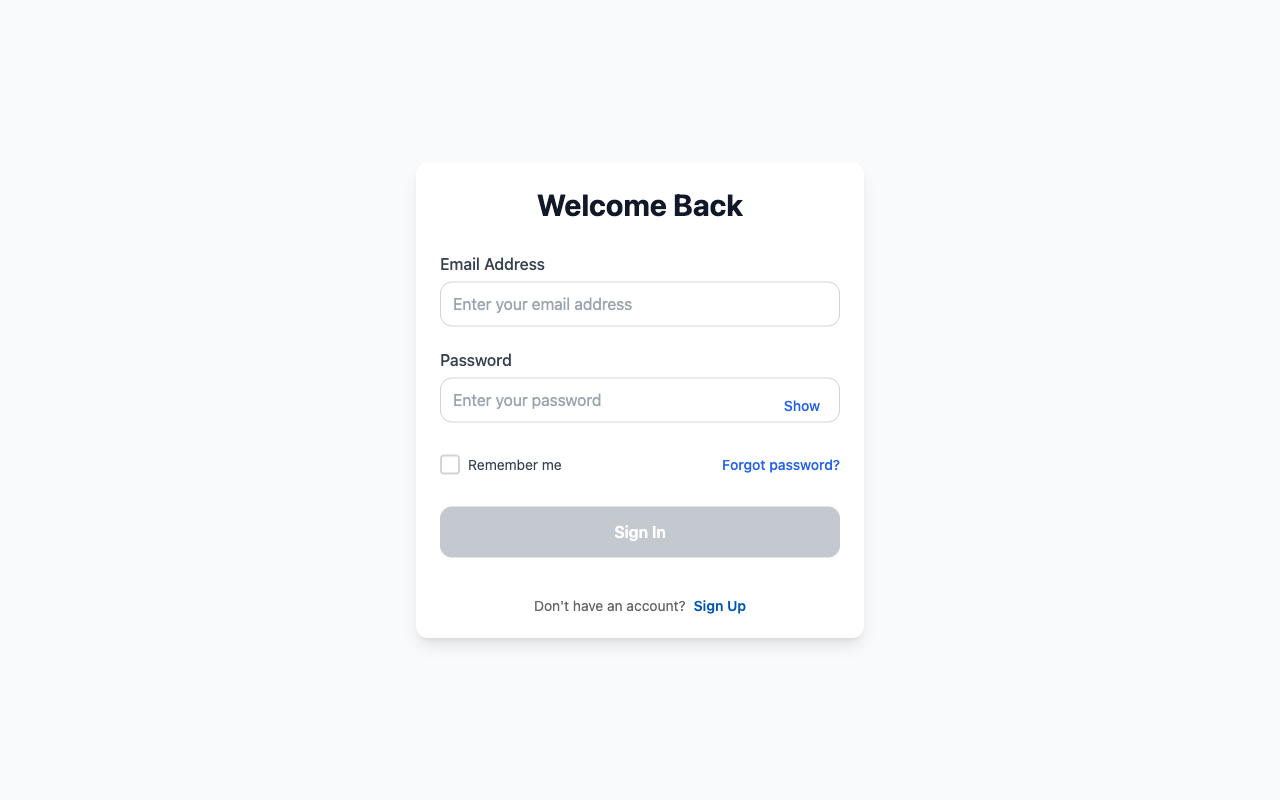 Welcome Back
Email Address
Enter your email address
Password
Enter your password
Show
Remember me
Forgot password?
Sign In
Don't have an account? Sign Up